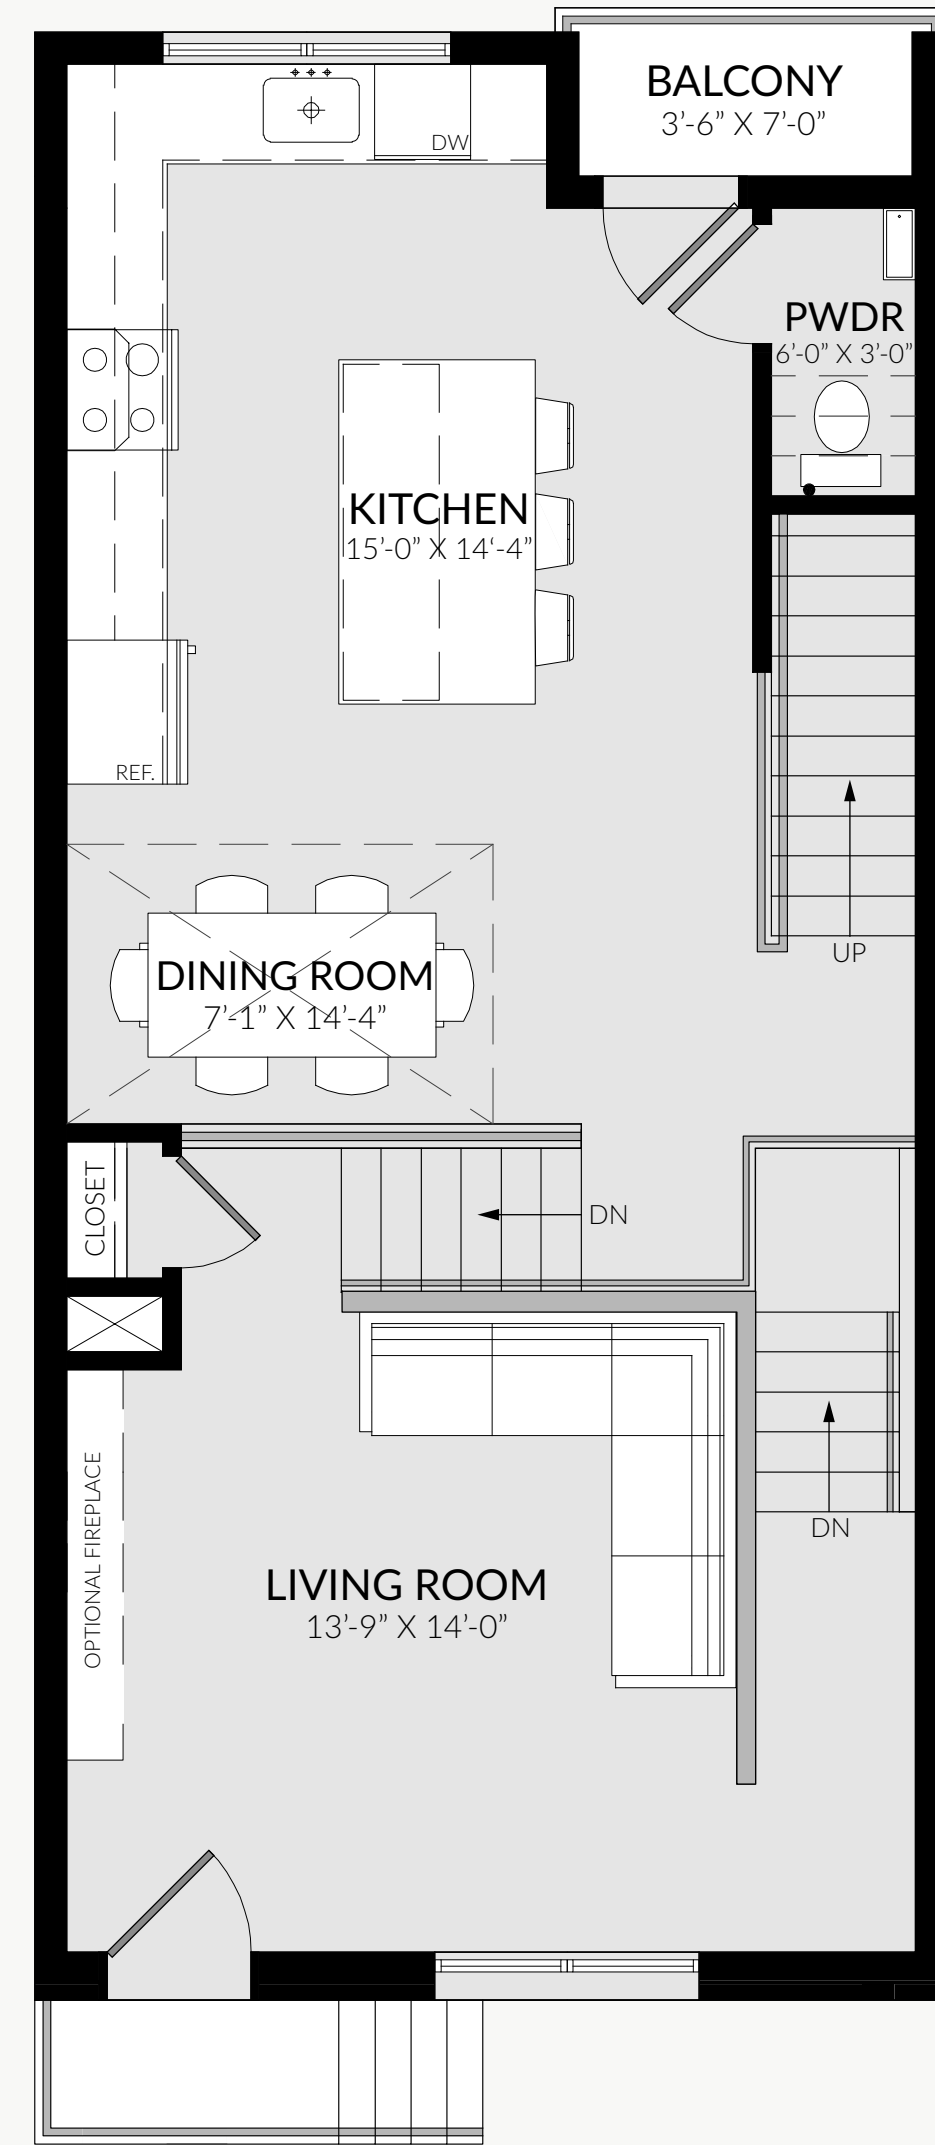 BALCONY
3'-6” X 7'-0”
DW
PWDR
6'-0” X 3'-0”
KITCHEN
15'-0” X 14‘-4”
REF.
UP
DINING ROOM
7'-1” X 14'-4”
CLOSET
DN
OPTIONAL FIREPLACE
DN
LIVING ROOM
13'-9” X 14'-0”